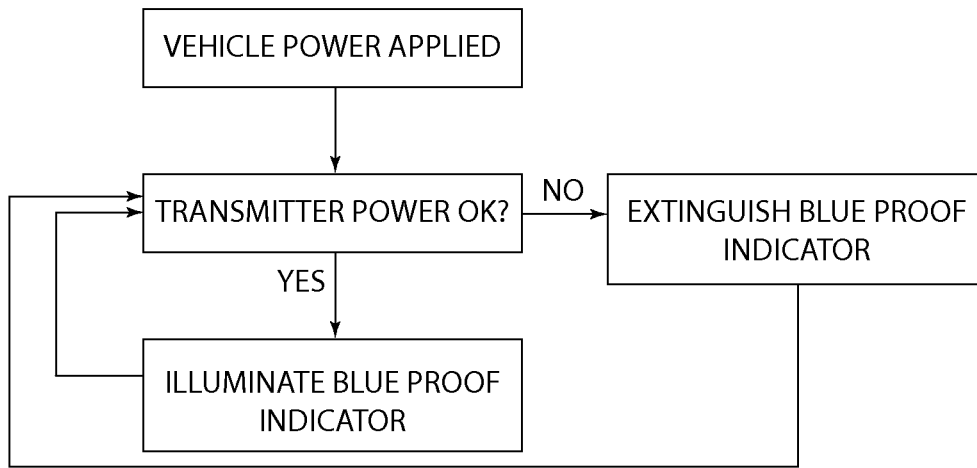 VEHICLE POWER APPLIED
TRANSMITTER POWER OK?
NO
EXTINGUISH BLUE PROOF
INDICATOR
YES
ILLUMINATE BLUE PROOF
INDICATOR